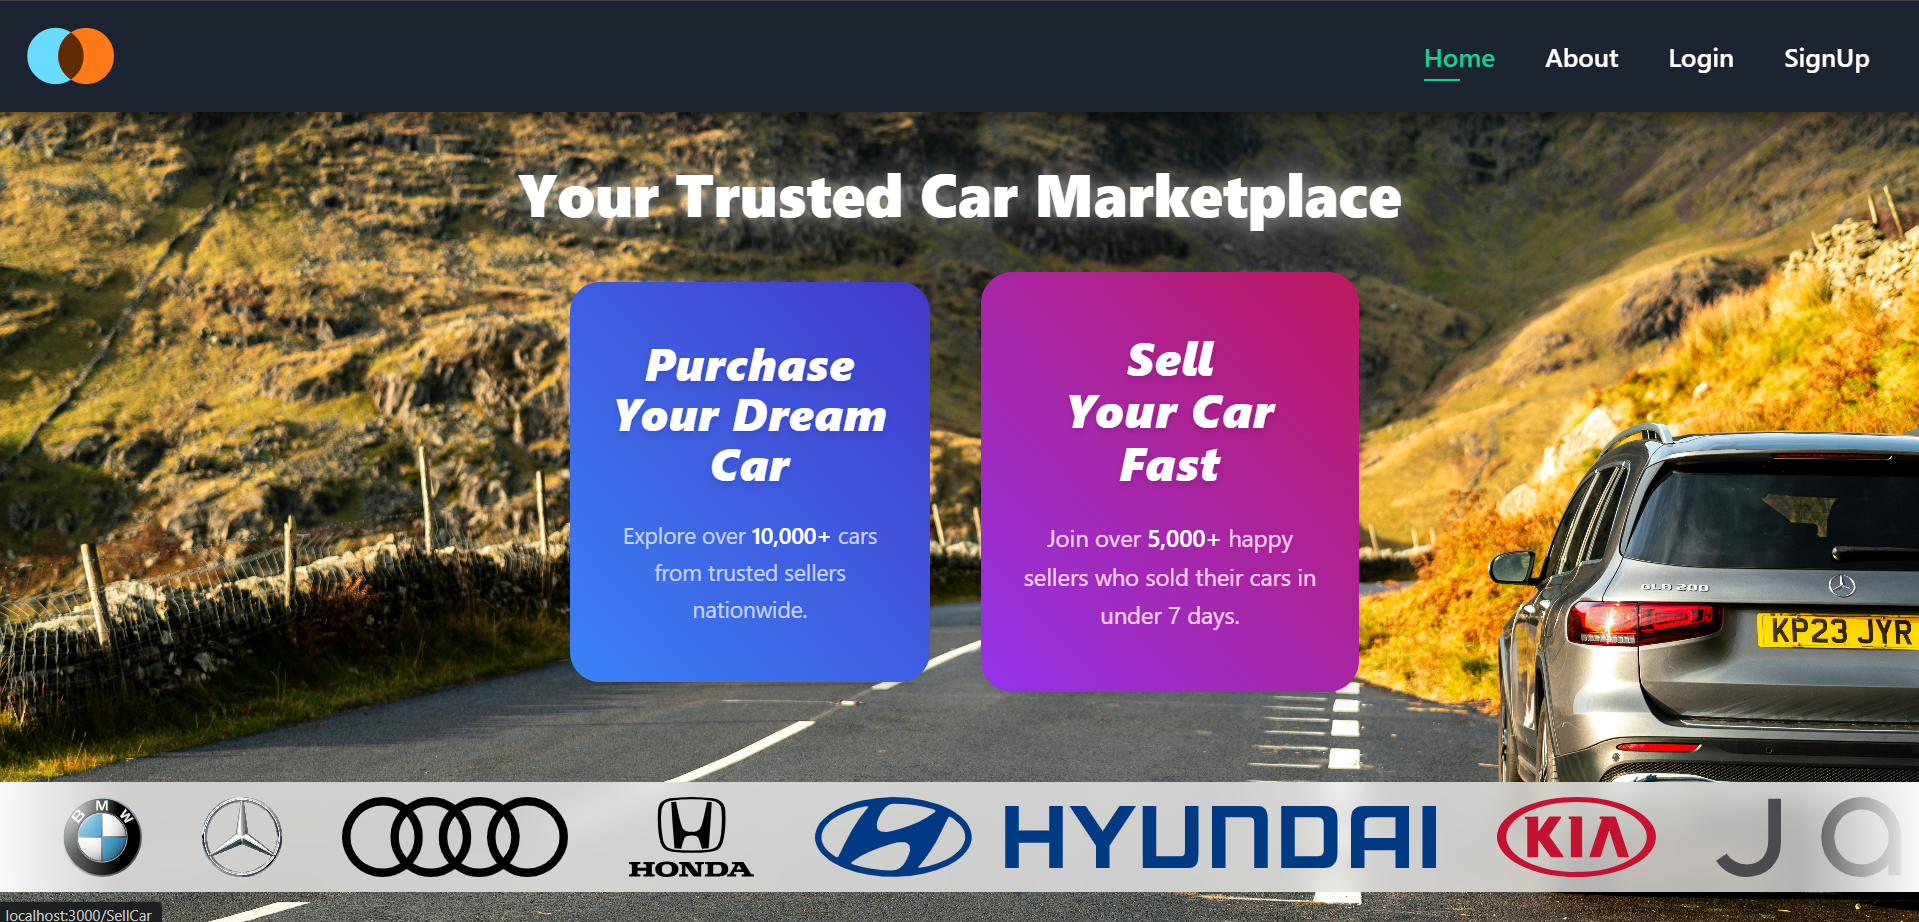 Home About Login SignUp
Your Trusted Car Marketplace
Purchase
Your Dream
Car
Explore over 10,000+ cars
from trusted sellers
nationwide.
Sell
Your Car
Fast
Join over 5,000+ happy
sellers who sold their cars in
under 7 days.
GLB 200
KP23 JYR
BMW
HONDA
HYUNDAI
KIA
Ja
localhost:3000/SellCar